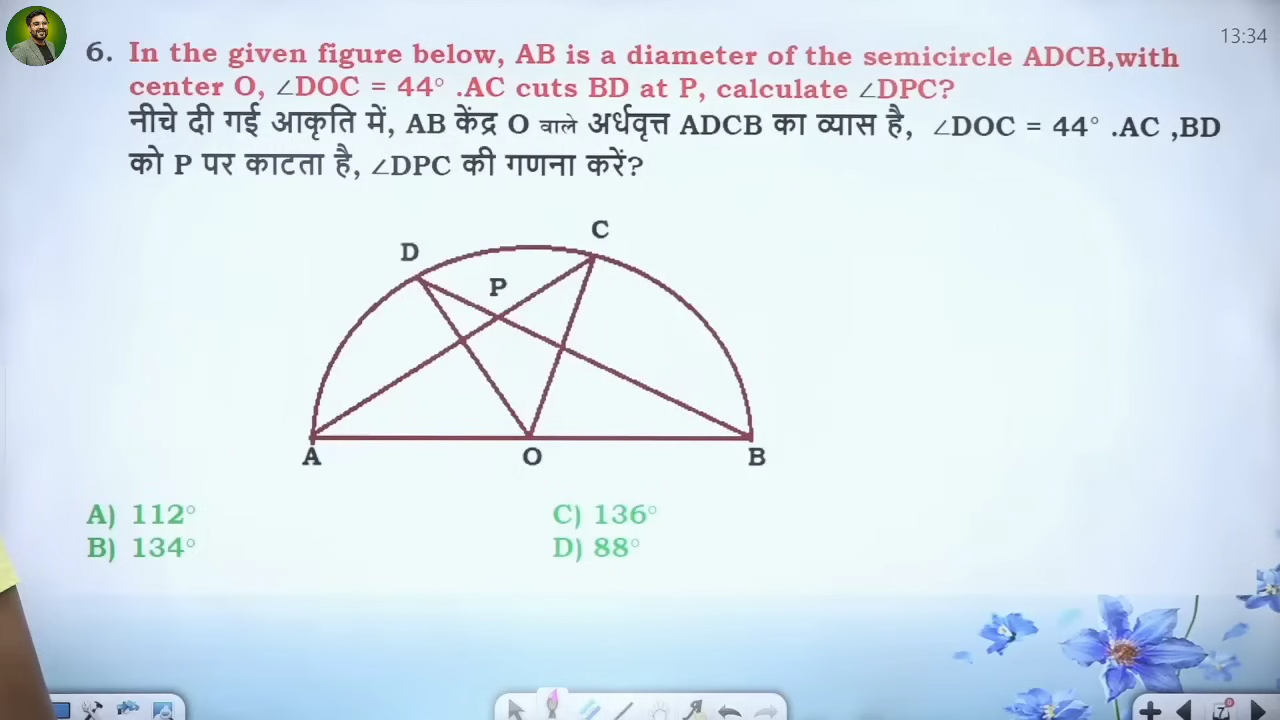 13:34
6. In the given figure below, AB is a diameter of the semicircle ADCB,with
center O, ∠DOC = 44° .AC cuts BD at P, calculate ∠DPC?
नीचे दी गई आकृति में, AB केंद्र O वाले अर्धवृत्त ADCB का व्यास है, ∠DOC = 44° .AC ,BD
को P पर काटता है, ∠DPC की गणना करें?
C
D
P
A O B
A) 112° C) 136°
B) 134° D) 88°
7